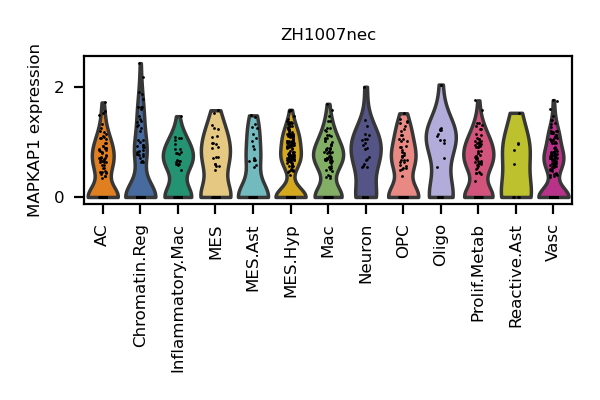 ZH1007nec
MAPKAP1 expression
2
0
AC
Chromatin.Reg
Inflammatory.Mac
MES
MES.Ast
MES.Hyp
Mac
Neuron
OPC
Oligo
Prolif.Metab
Reactive.Ast
Vasc